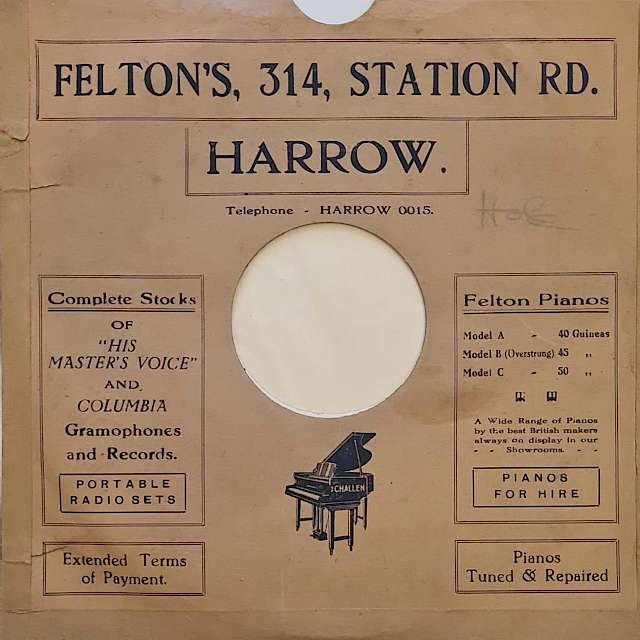 FELTON'S, 314, STATION RD.
HARROW.
Telephone - HARROW 0015.
Complete Stocks
OF
"HIS
MASTER'S VOICE"
AND
COLUMBIA
Gramophones
and Records.
PORTABLE
RADIO SETS
Extended Terms
of Payment.
CHALLEN
Felton Pianos
Model A - 40 Guineas
Model B (Overstrung) 45 „
Model C - 50 „
A Wide Range of Pianos
by the best British makers
always on display in our
- - Showrooms. - -
PIANOS
FOR HIRE
Pianos
Tuned & Repaired